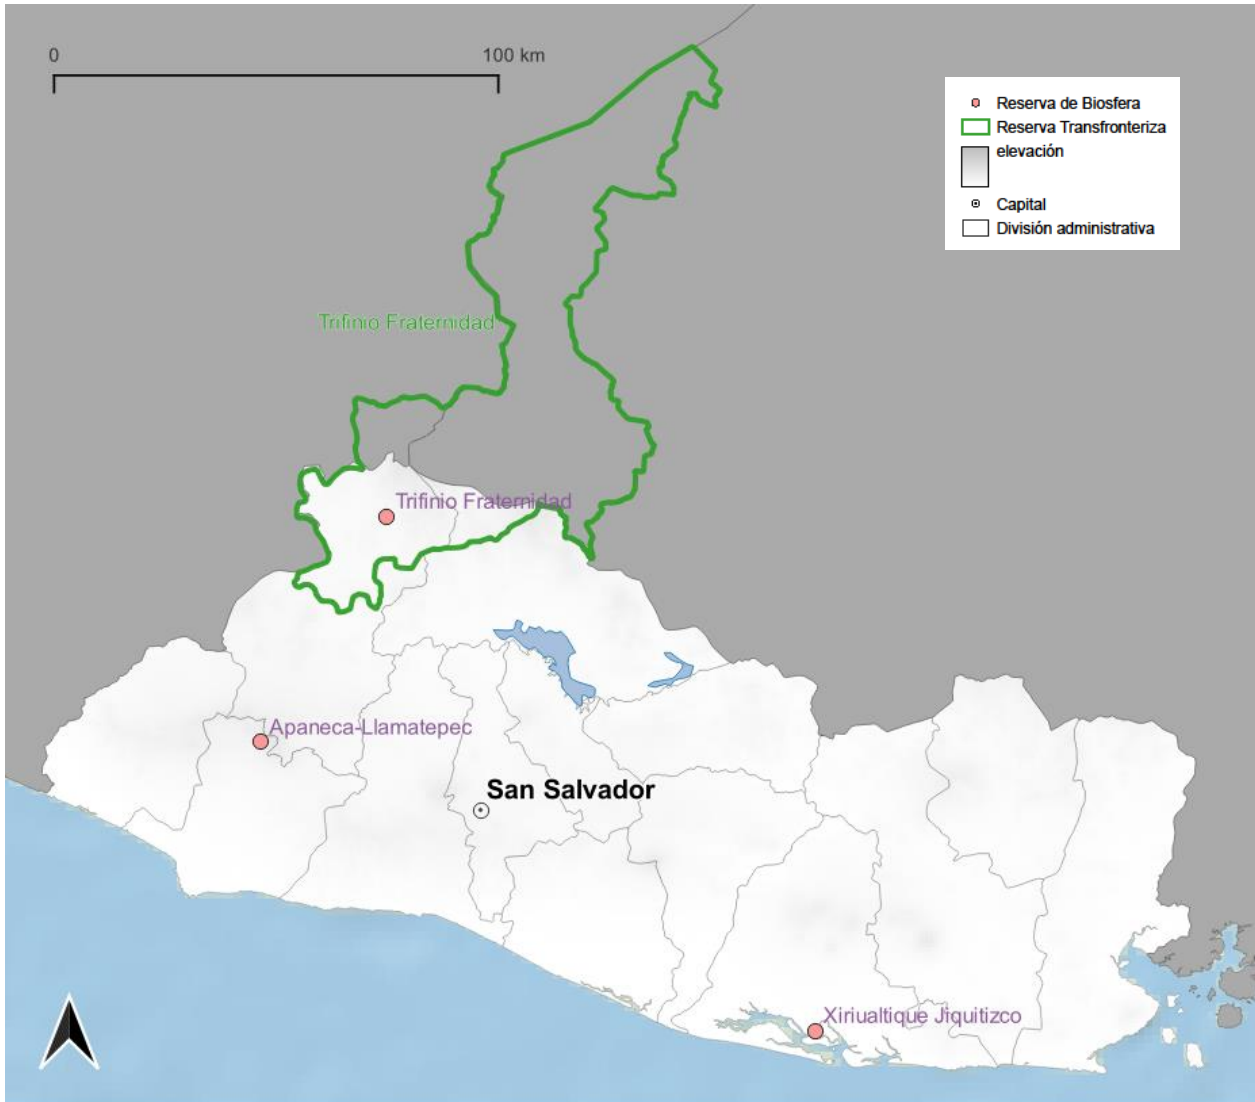 0
100 km
Reserva de Biosfera
Reserva Transfronteriza
elevación
Capital
División administrativa
Trifinio Fraternidad
Trifinio Fraternidad
Apaneca-Llamatepec
San Salvador
Xiriualtique Jiquitizco